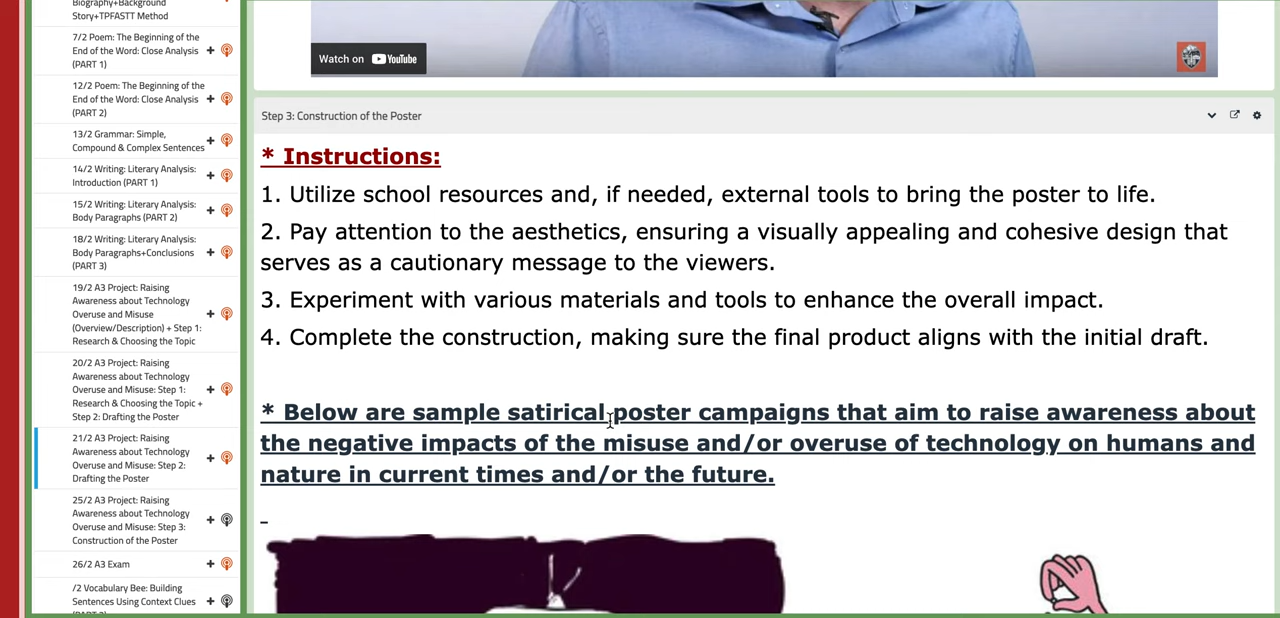 Biography+Background
Story+TPFASTT Method
7/2 Poem: The Beginning of the
End of the Word: Close Analysis
(PART 1)
12/2 Poem: The Beginning of the
End of the Word: Close Analysis
(PART 2)
13/2 Grammar: Simple,
Compound & Complex Sentences
14/2 Writing: Literary Analysis:
Introduction (PART 1)
15/2 Writing: Literary Analysis:
Body Paragraphs (PART 2)
18/2 Writing: Literary Analysis:
Body Paragraphs+Conclusions
(PART 3)
19/2 A3 Project: Raising
Awareness about Technology
Overuse and Misuse
(Overview/Description) + Step 1:
Research & Choosing the Topic
20/2 A3 Project: Raising
Awareness about Technology
Overuse and Misuse: Step 1:
Research & Choosing the Topic +
Step 2: Drafting the Poster
21/2 A3 Project: Raising
Awareness about Technology
Overuse and Misuse: Step 2:
Drafting the Poster
25/2 A3 Project: Raising
Awareness about Technology
Overuse and Misuse: Step 3:
Construction of the Poster
26/2 A3 Exam
/2 Vocabulary Bee: Building
Sentences Using Context Clues
Watch on YouTube
Step 3: Construction of the Poster
* Instructions:
1. Utilize school resources and, if needed, external tools to bring the poster to life.
2. Pay attention to the aesthetics, ensuring a visually appealing and cohesive design that
serves as a cautionary message to the viewers.
3. Experiment with various materials and tools to enhance the overall impact.
4. Complete the construction, making sure the final product aligns with the initial draft.
* Below are sample satirical poster campaigns that aim to raise awareness about
the negative impacts of the misuse and/or overuse of technology on humans and
nature in current times and/or the future.